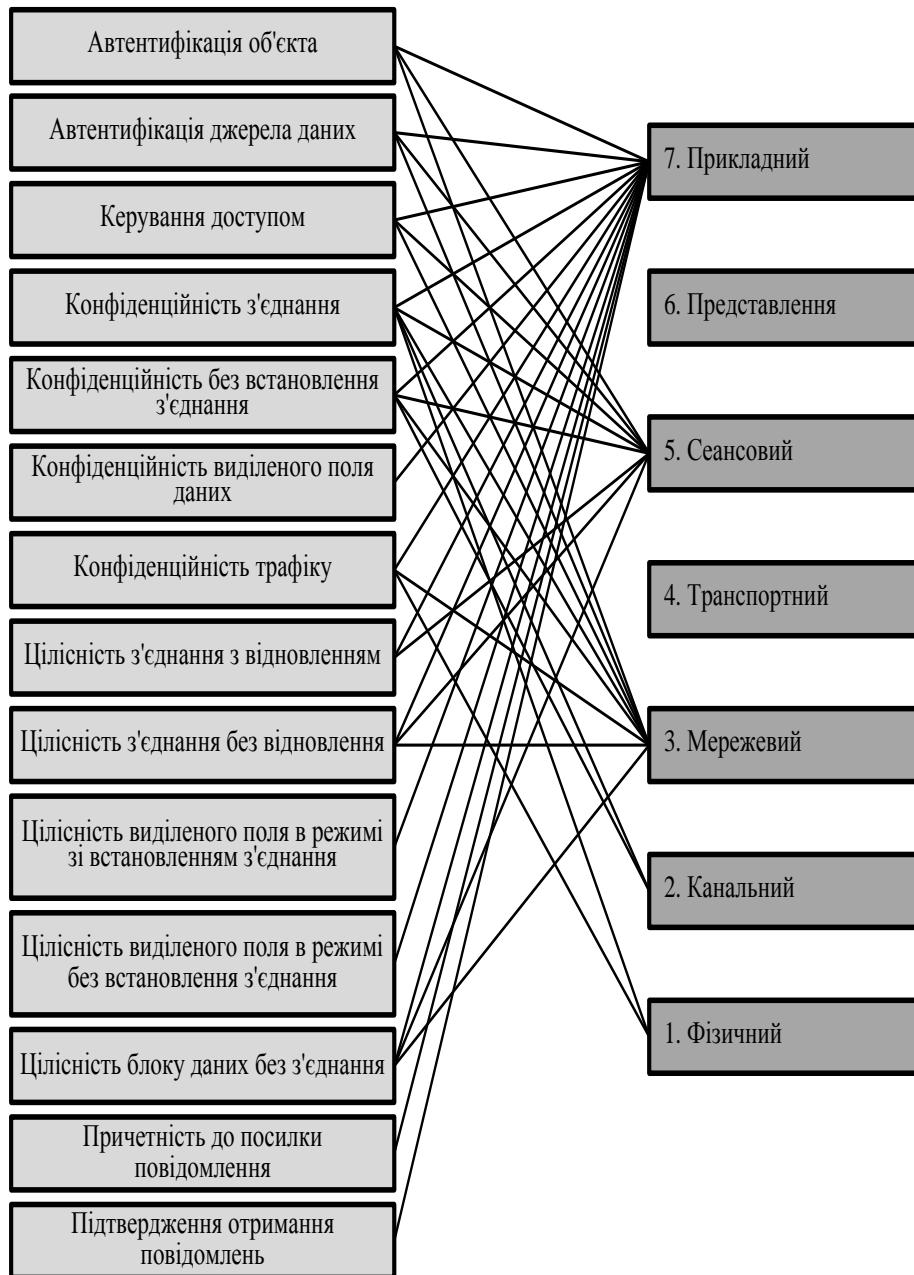 Автентифікація об'єкта
Автентифікація джерела даних
Керування доступом
Конфіденційність з'єднання
Конфіденційність без встановлення
з'єднання
Конфіденційність виділеного поля
даних
Конфіденційність трафіку
Цілісність з'єднання з відновленням
Цілісність з'єднання без відновлення
Цілісність виділеного поля в режимі
зі встановленням з'єднання
Цілісність виділеного поля в режимі
без встановлення з'єднання
Цілісність блоку даних без з'єднання
Причетність до посилки
повідомлення
Підтвердження отримання
повідомлень
7. Прикладний
6. Представлення
5. Сеансовий
4. Транспортний
3. Мережевий
2. Канальний
1. Фізичний